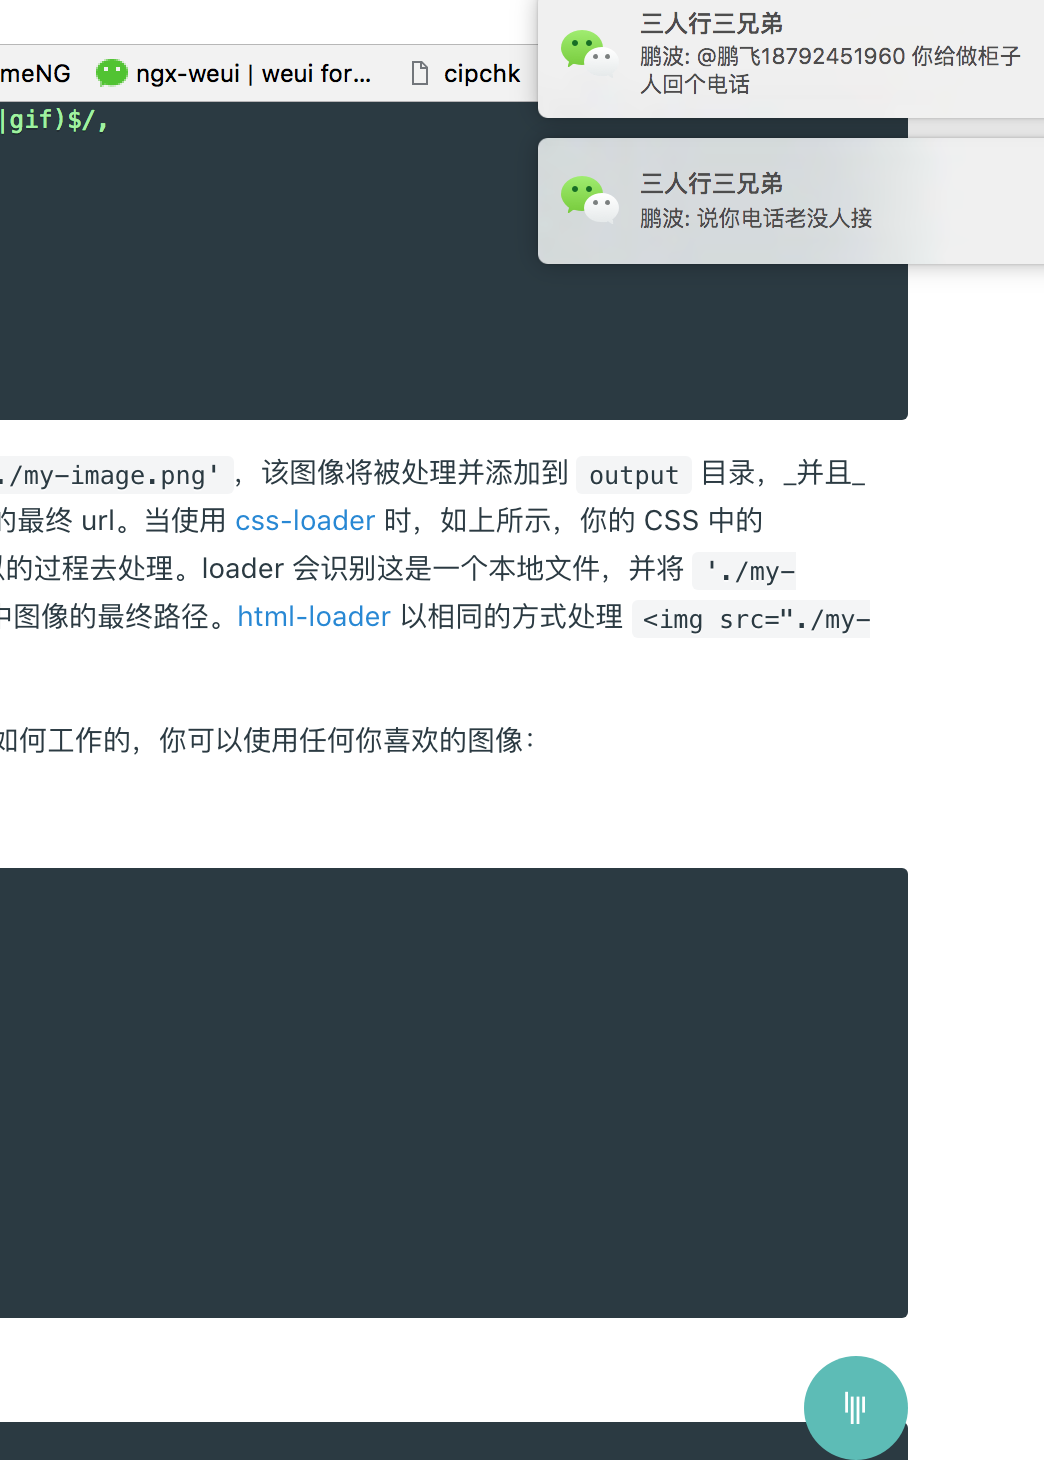 三人行三兄弟
鹏波: @鹏飞18792451960 你给做柜子
人回个电话
meNG ngx-weui | weui for... cipchk
|gif)$/,
三人行三兄弟
鹏波: 说你电话老没人接
./my-image.png'，该图像将被处理并添加到 output 目录，_并且_
的最终 url。当使用 css-loader 时，如上所示，你的 CSS 中的
的过程去处理。loader 会识别这是一个本地文件，并将 './my-
中图像的最终路径。html-loader 以相同的方式处理 <img src="./my-
如何工作的，你可以使用任何你喜欢的图像：